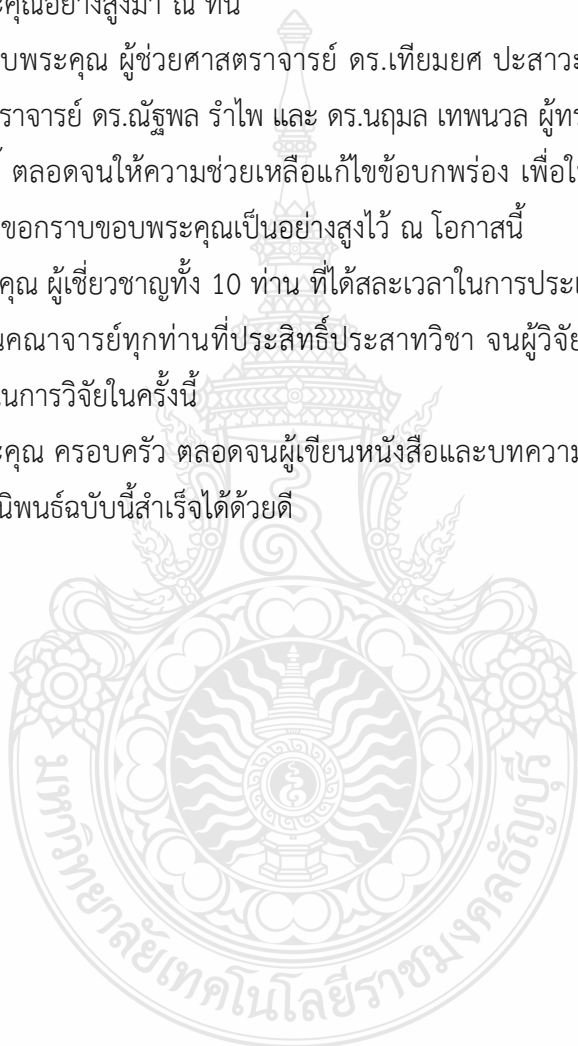 ะคุณอย่างสูงมา ณ ที่นี้
บพระคุณ ผู้ช่วยศาสตราจารย์ ดร.เทียมยศ ปะสาวะ
ราจารย์ ดร.ณัฐพล รำไพ และ ดร.นฤมล เทพนวล ผู้ทร
ตลอดจนให้ความช่วยเหลือแก้ไขข้อบกพร่อง เพื่อให
ขอกราบขอบพระคุณเป็นอย่างสูงไว้ ณ โอกาสนี้
คุณ ผู้เชี่ยวชาญทั้ง 10 ท่าน ที่ได้สละเวลาในการประเ
นคณาจารย์ทุกท่านที่ประสิทธิ์ประสาทวิชา จนผู้วิจัย
นการวิจัยในครั้งนี้
ะคุณ ครอบครัว ตลอดจนผู้เขียนหนังสือและบทความ
นิพนธ์ฉบับนี้สำเร็จได้ด้วยดี
มหาวิทยาลัยเทคโนโลยีราชมงคลธัญบุรี